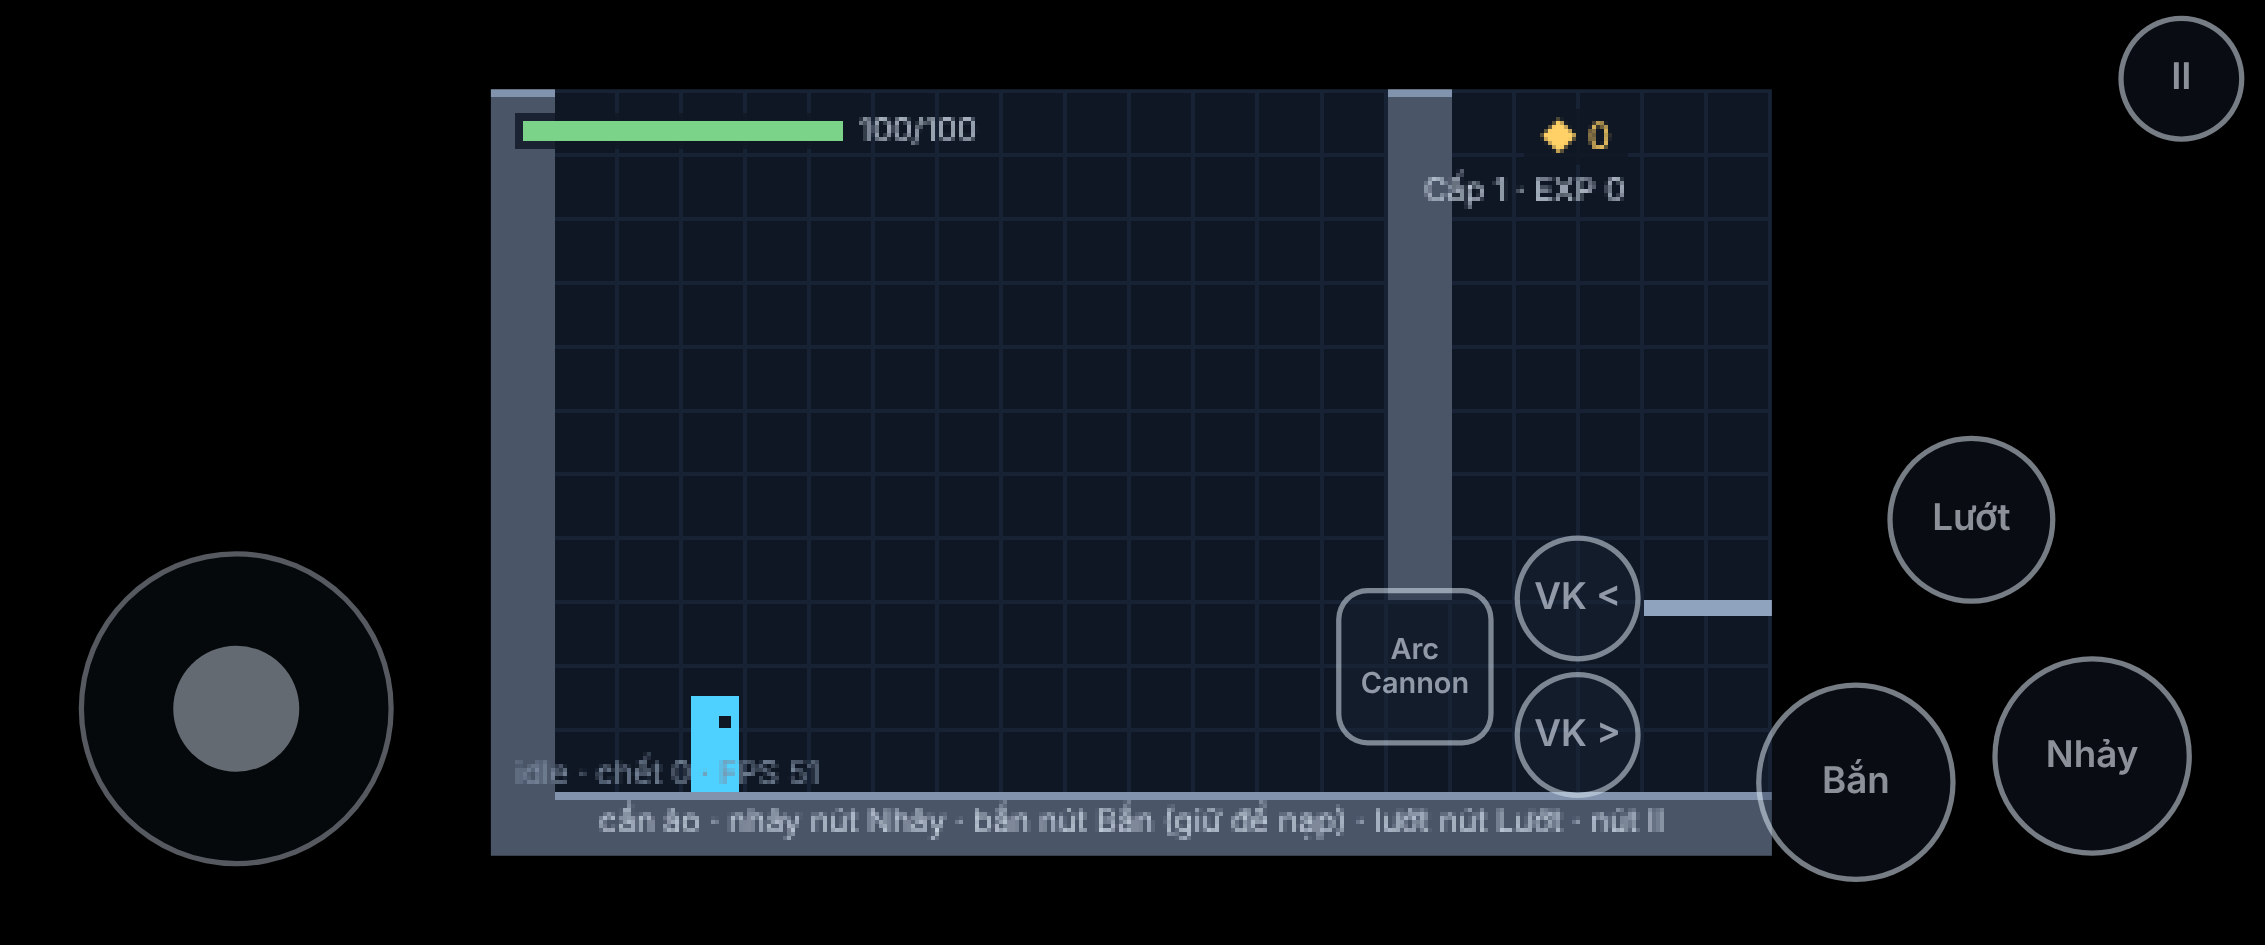 II
100/100
0
Cấp 1 · EXP 0
Lướt
VK <
Arc
Cannon
VK >
Nhảy
Bắn
idle · chết 0 · FPS 51
cần ảo · nhảy nút Nhảy · bắn nút Bắn (giữ để nạp) · lướt nút Lướt · nút II